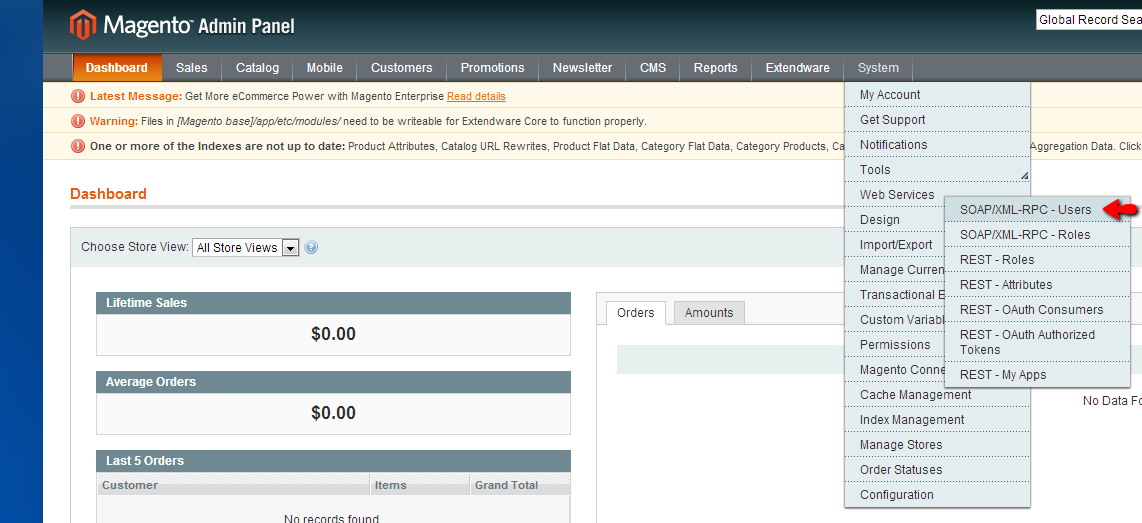 Magento Admin Panel
Global Record Sea
Dashboard Sales Catalog Mobile Customers Promotions Newsletter CMS Reports Extendware System
Latest Message: Get More eCommerce Power with Magento Enterprise Read details
Warning: Files in [Magento base]/app/etc/modules/ need to be writeable for Extendware Core to function properly.
One or more of the Indexes are not up to date: Product Attributes, Catalog URL Rewrites, Product Flat Data, Category Flat Data, Category Products, Ca
Aggregation Data. Click
My Account
Get Support
Notifications
Tools
Web Services
Design
Import/Export
Manage Curren
Transactional E
Custom Variabl
Permissions
Magento Conne
Cache Management
Index Management
Manage Stores
Order Statuses
Configuration
SOAP/XML-RPC - Users
SOAP/XML-RPC - Roles
REST - Roles
REST - Attributes
REST - OAuth Consumers
REST - OAuth Authorized
Tokens
REST - My Apps
Dashboard
Choose Store View: All Store Views
Lifetime Sales
$0.00
Average Orders
$0.00
Last 5 Orders
Customer Items Grand Total
No records found
Orders Amounts
No Data Fo